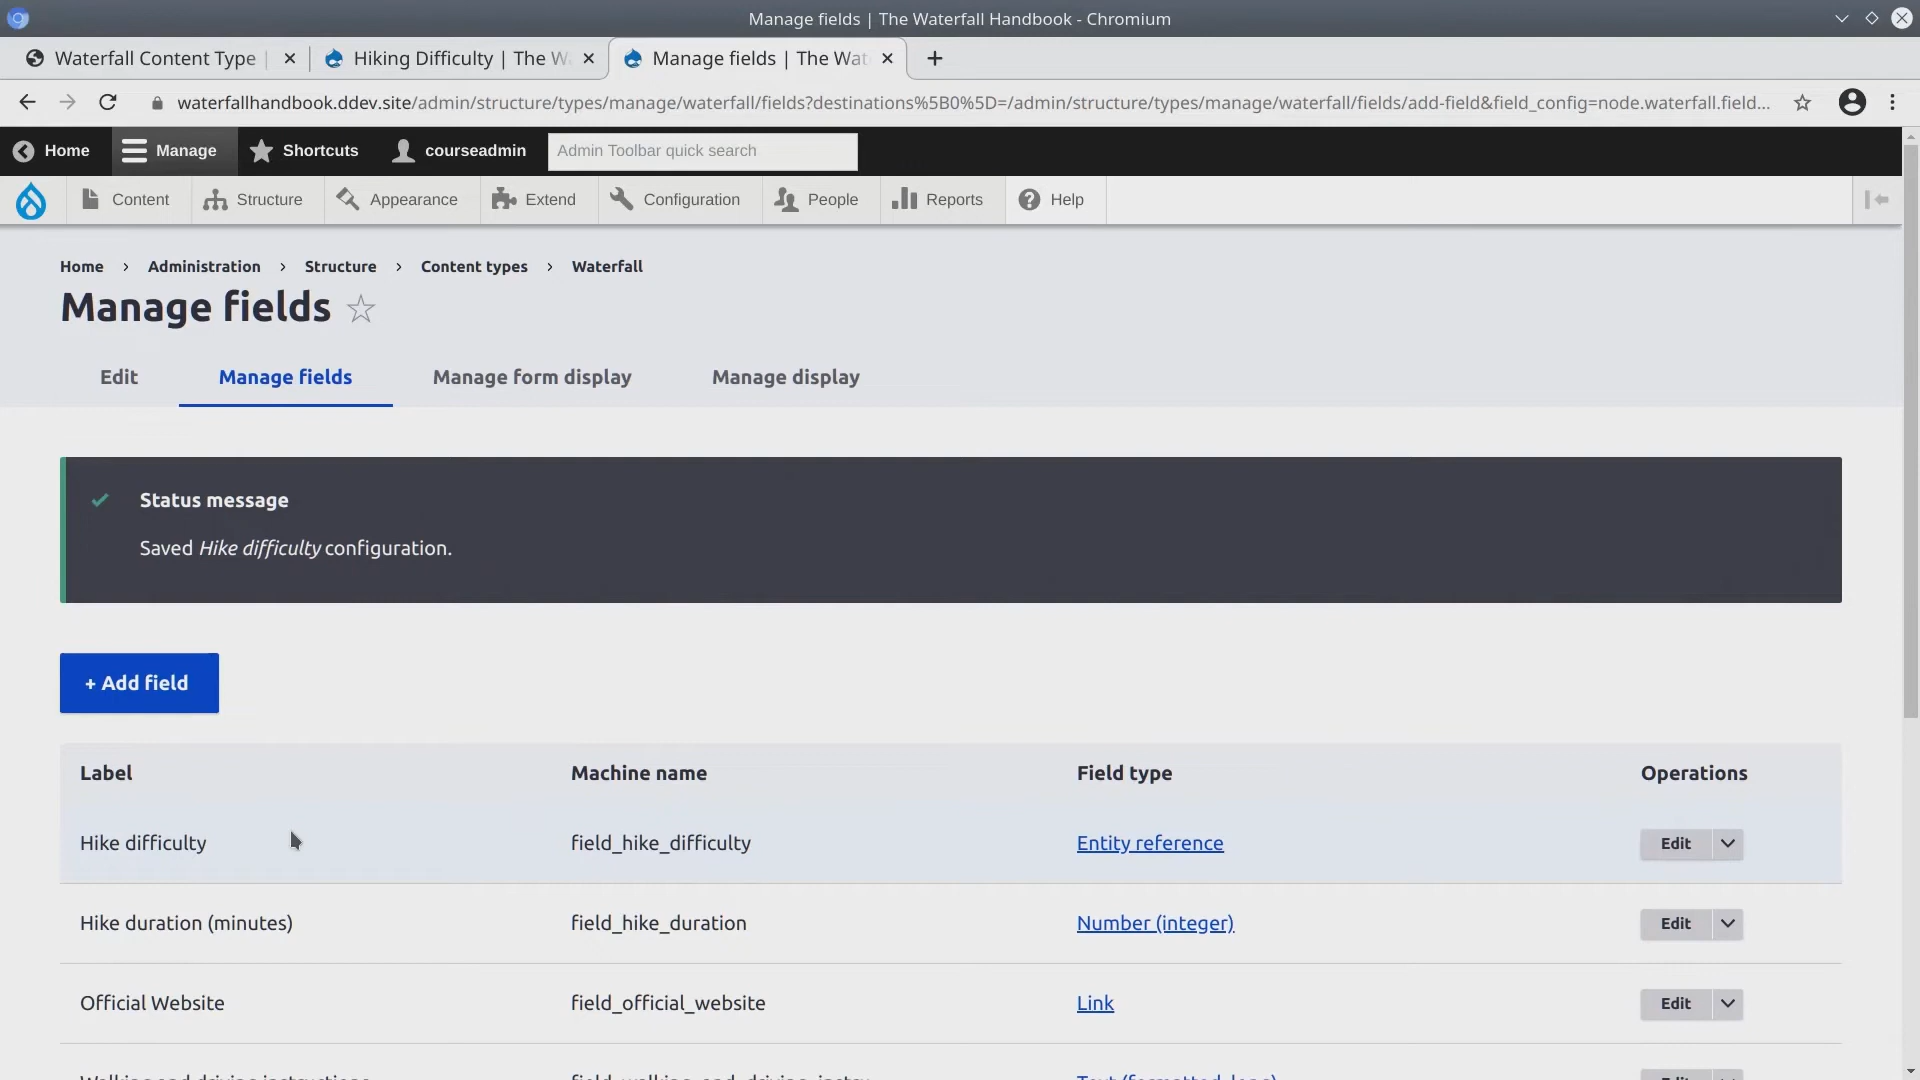 Manage fields | The Waterfall Handbook - Chromium
Waterfall Content Type
Hiking Difficulty | The W
Manage fields | The Wat
waterfallhandbook.ddev.site/admin/structure/types/manage/waterfall/fields?destinations%5B0%5D=/admin/structure/types/manage/waterfall/fields/add-field&field_config=node.waterfall.field...
Home Manage Shortcuts courseadmin Admin Toolbar quick search
Content Structure Appearance Extend Configuration People Reports Help
Home › Administration › Structure › Content types › Waterfall
Manage fields
Edit Manage fields Manage form display Manage display
Status message
Saved Hike difficulty configuration.
+ Add field
Label Machine name Field type Operations
Hike difficulty field_hike_difficulty Entity reference Edit
Hike duration (minutes) field_hike_duration Number (integer) Edit
Official Website field_official_website Link Edit